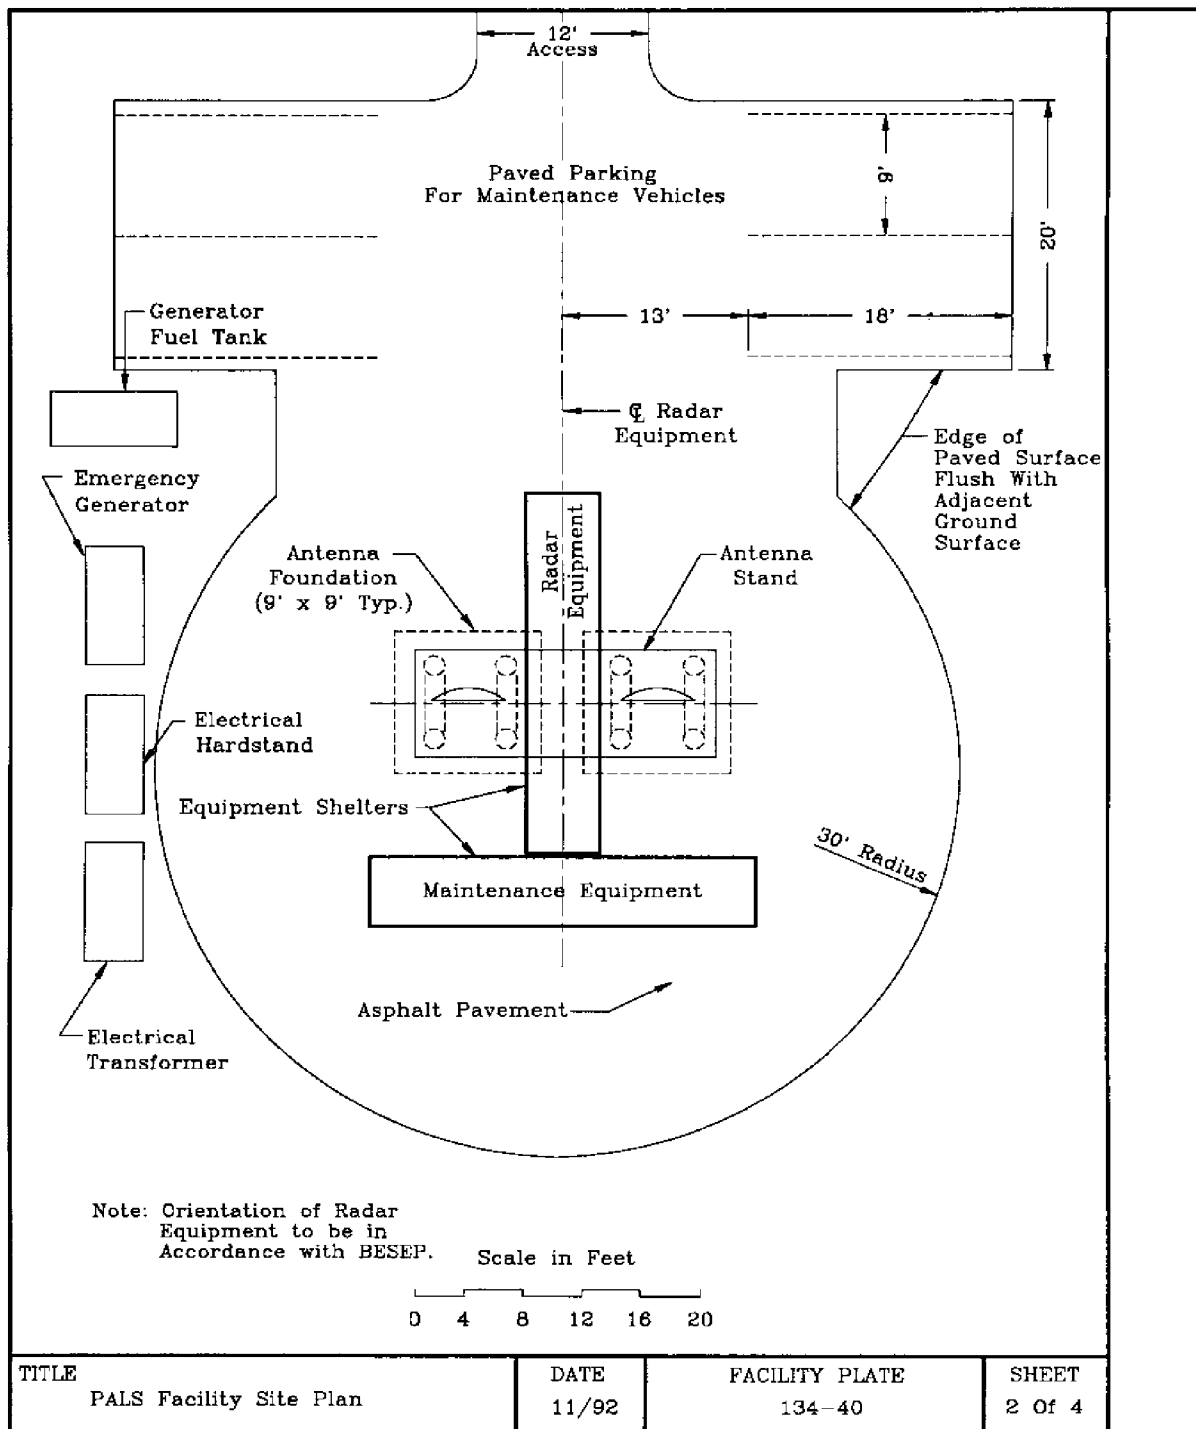 12'
Access
Paved Parking
For Maintenance Vehicles
9'
20'
13'
18'
Generator
Fuel Tank
℄ Radar
Equipment
Edge of
Paved Surface
Flush With
Adjacent
Ground
Surface
Emergency
Generator
Radar
Equipment
Antenna
Foundation
(9' x 9' Typ.)
Antenna
Stand
Electrical
Hardstand
Equipment Shelters
30' Radius
Maintenance Equipment
Asphalt Pavement
Electrical
Transformer
Note: Orientation of Radar
Equipment to be in
Accordance with BESEP.
Scale in Feet
0 4 8 12 16 20
TITLE
PALS Facility Site Plan
DATE
11/92
FACILITY PLATE
134-40
SHEET
2 Of 4